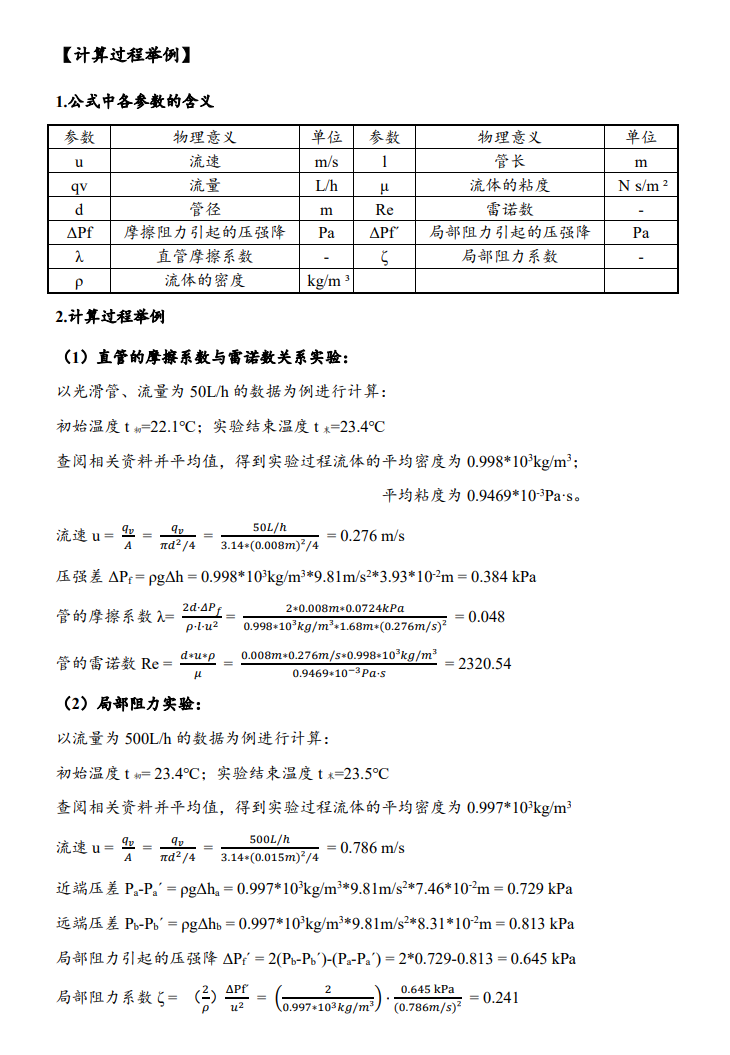 【计算过程举例】
1.公式中各参数的含义
参数 物理意义 单位 参数 物理意义 单位
u 流速 m/s l 管长 m
qv 流量 L/h μ 流体的粘度 N s/m ²
d 管径 m Re 雷诺数 -
ΔPf 摩擦阻力引起的压强降 Pa ΔPf´ 局部阻力引起的压强降 Pa
λ 直管摩擦系数 - ζ 局部阻力系数 -
ρ 流体的密度 kg/m ³
2.计算过程举例
（1）直管的摩擦系数与雷诺数关系实验：
以光滑管、流量为 50L/h 的数据为例进行计算：
初始温度 t 初=22.1℃；实验结束温度 t 末=23.4℃
查阅相关资料并平均值，得到实验过程流体的平均密度为 0.998*10³kg/m³；
平均粘度为 0.9469*10⁻³Pa·s。
流速 u = qᵥ/A = qᵥ/(πd²/4) = 50L/h/(3.14*(0.008m)²/4) = 0.276 m/s
压强差 ΔPf = ρgΔh = 0.998*10³kg/m³*9.81m/s²*3.93*10⁻²m = 0.384 kPa
管的摩擦系数 λ= (2d·ΔPf)/(ρ·l·u²) = (2*0.008m*0.0724kPa)/(0.998*10³kg/m³*1.68m*(0.276m/s)²) = 0.048
管的雷诺数 Re = (d*u*ρ)/μ = (0.008m*0.276m/s*0.998*10³kg/m³)/(0.9469*10⁻³Pa·s) = 2320.54
（2）局部阻力实验：
以流量为 500L/h 的数据为例进行计算：
初始温度 t 初= 23.4℃；实验结束温度 t 末=23.5℃
查阅相关资料并平均值，得到实验过程流体的平均密度为 0.997*10³kg/m³
流速 u = qᵥ/A = qᵥ/(πd²/4) = 500L/h/(3.14*(0.015m)²/4) = 0.786 m/s
近端压差 Pa-Pa´ = ρgΔha = 0.997*10³kg/m³*9.81m/s²*7.46*10⁻²m = 0.729 kPa
远端压差 Pb-Pb´ = ρgΔhb = 0.997*10³kg/m³*9.81m/s²*8.31*10⁻²m = 0.813 kPa
局部阻力引起的压强降 ΔPf´ = 2(Pb-Pb´)-(Pa-Pa´) = 2*0.729-0.813 = 0.645 kPa
局部阻力系数 ζ = （2/ρ）ΔPf´/u² = (2/(0.997*10³kg/m³))·0.645 kPa/(0.786m/s)² = 0.241